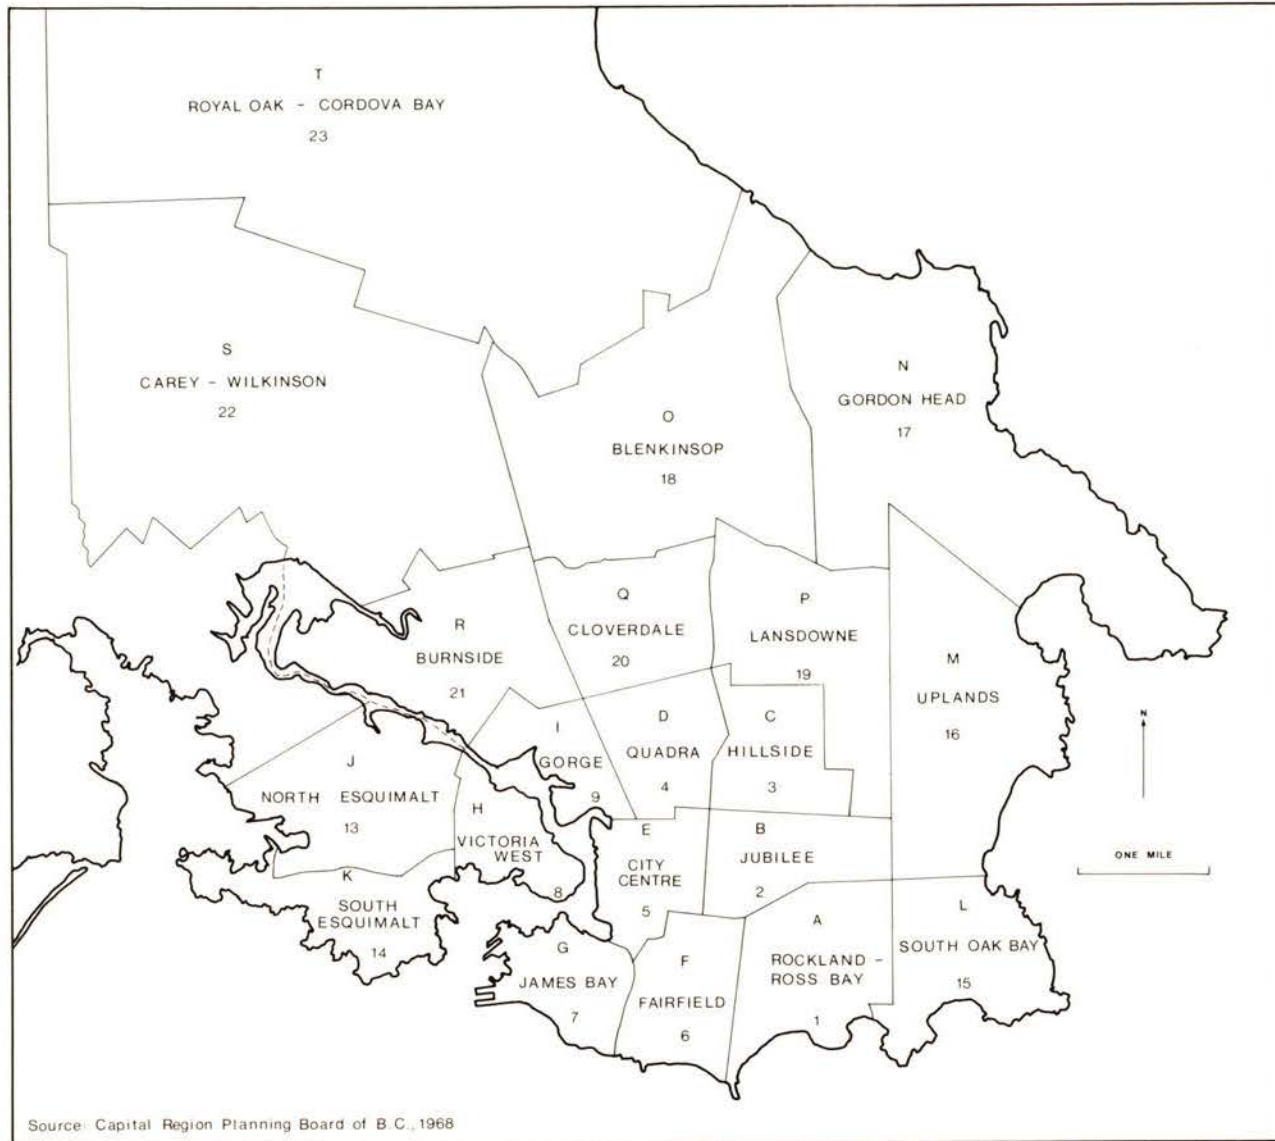 T
ROYAL OAK - CORDOVA BAY
23
S
CAREY - WILKINSON
22
N
GORDON HEAD
17
O
BLENKINSOP
18
Q
CLOVERDALE
20
P
LANSDOWNE
19
R
BURNSIDE
21
M
UPLANDS
16
N
I
GORGE
9
D
QUADRA
4
C
HILLSIDE
3
J
NORTH ESQUIMALT
13
H
VICTORIA
WEST
8
E
CITY
CENTRE
5
B
JUBILEE
2
ONE MILE
K
SOUTH
ESQUIMALT
14
G
JAMES BAY
7
F
FAIRFIELD
6
A
ROCKLAND -
ROSS BAY
1
L
SOUTH OAK BAY
15
Source: Capital Region Planning Board of B.C., 1968